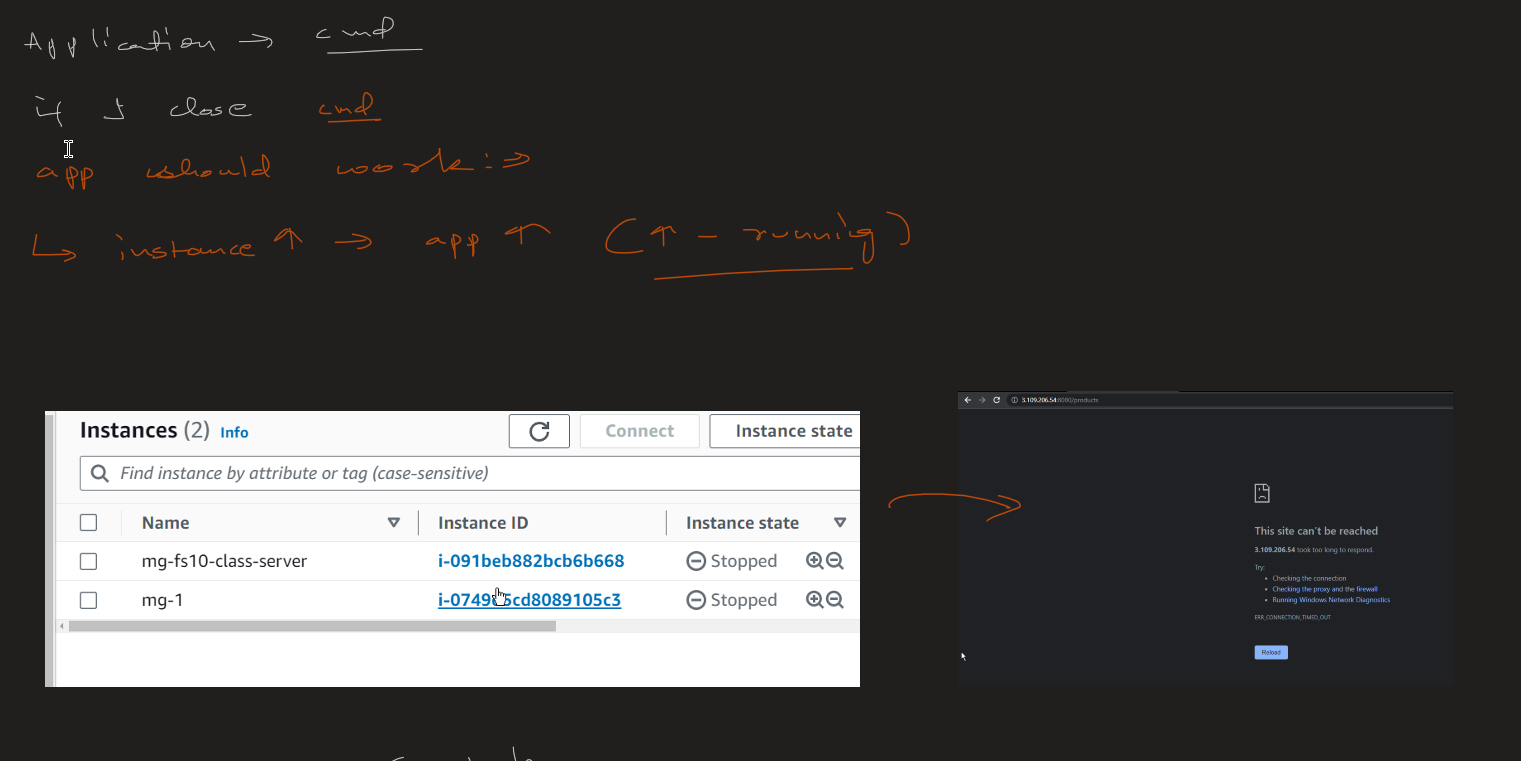 Application → cmd
if I close cmd
app should work :⇒
↳ instance ↑ → app ↑ (↑ - running)
Instances (2) Info Connect Instance state
Find instance by attribute or tag (case-sensitive)
Name Instance ID Instance state
mg-fs10-class-server i-091beb882bcb6b668 Stopped
mg-1 5cd8089105c3 Stopped
3.109.206.54:8080/products
This site can't be reached
3.109.206.54 took too long to respond.
Try:
• Checking the connection
• Checking the proxy and the firewall
• Running Windows Network Diagnostics
ERR_CONNECTION_TIMED_OUT
Reload